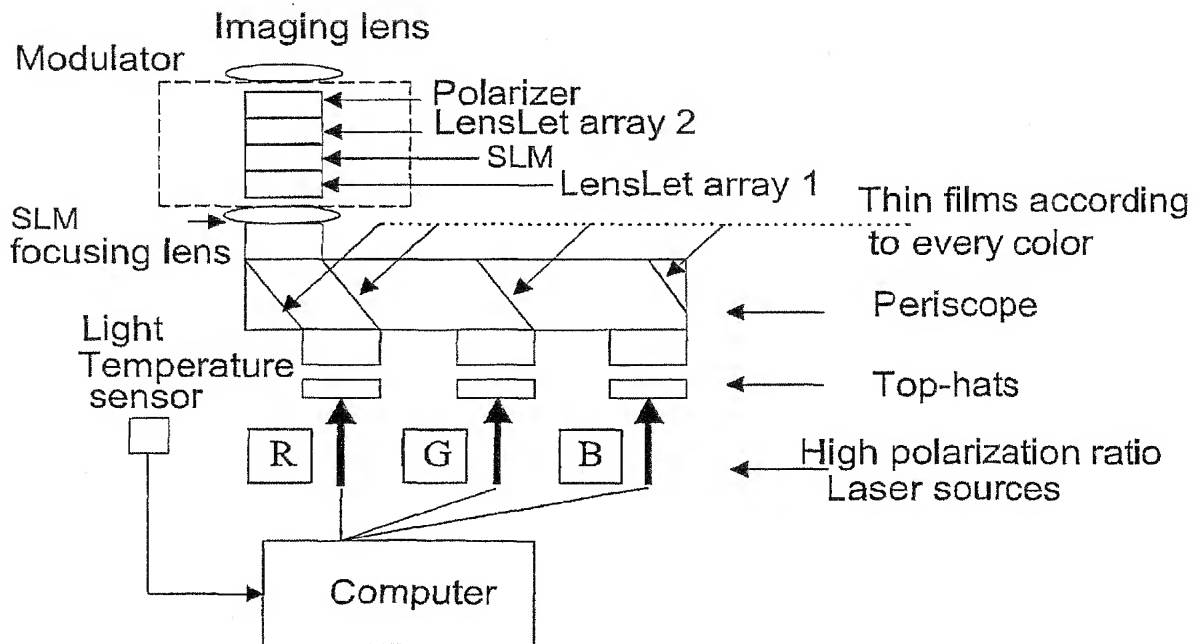 Imaging lens
Modulator
Polarizer
LensLet array 2
SLM
LensLet array 1
SLM
focusing lens
Thin films according
to every color
Periscope
Light
Temperature
sensor
Top-hats
R
G
B
High polarization ratio
Laser sources
Computer